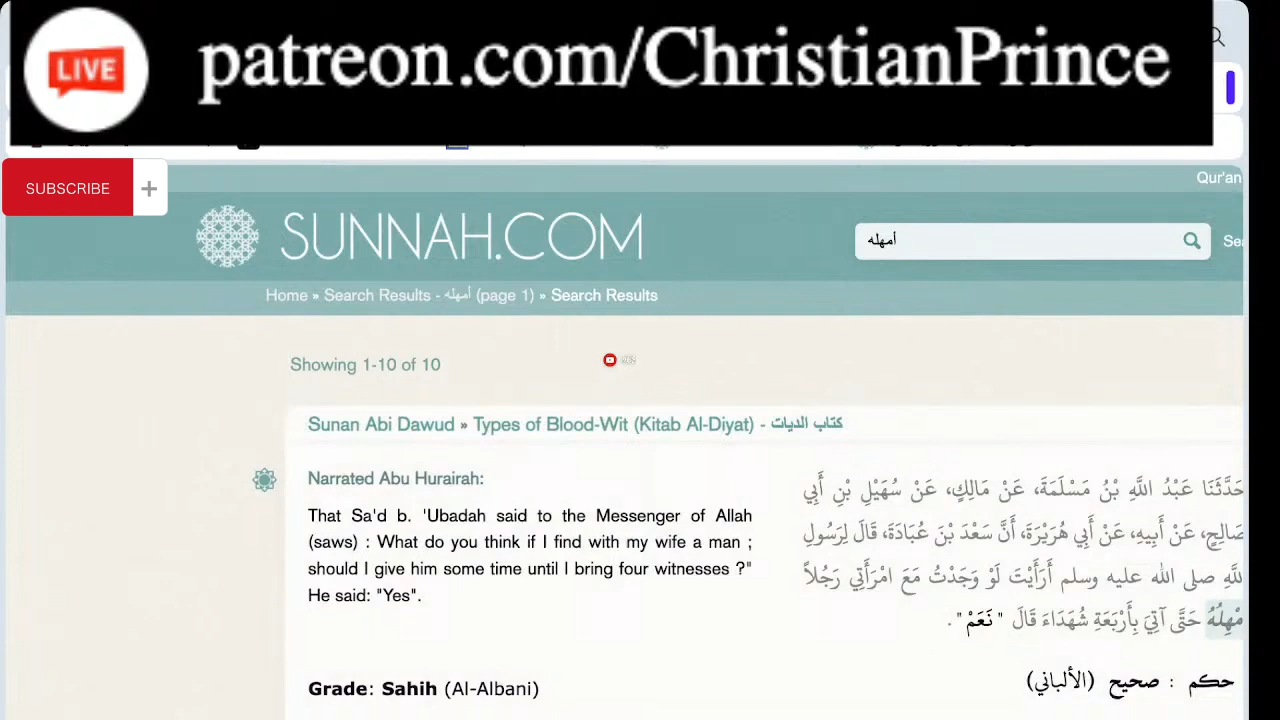 LIVE
patreon.com/ChristianPrince
SUBSCRIBE
Qur'an
SUNNAH.COM
أمهله
Home » Search Results - أمهله (page 1) » Search Results
Showing 1-10 of 10
Sunan Abi Dawud » Types of Blood-Wit (Kitab Al-Diyat) - كتاب الديات
Narrated Abu Hurairah:
That Sa'd b. 'Ubadah said to the Messenger of Allah
(saws) : What do you think if I find with my wife a man ;
should I give him some time until I bring four witnesses ?"
He said: "Yes".
حَدَّثَنَا عَبْدُ اللَّهِ بْنُ مَسْلَمَةَ، عَنْ مَالِكٍ، عَنْ سُهَيْلِ بْنِ أَبِي
صَالِحٍ، عَنْ أَبِيهِ، عَنْ أَبِي هُرَيْرَةَ، أَنَّ سَعْدَ بْنَ عُبَادَةَ، قَالَ لِرَسُولِ
للَّهِ صلى الله عليه وسلم أَرَأَيْتَ لَوْ وَجَدْتُ مَعَ امْرَأَتِي رَجُلاً
مْهِلُهُ حَتَّى آتِيَ بِأَرْبَعَةِ شُهَدَاءَ قَالَ ‏"‏ نَعَمْ ‏"‏ ‏.‏
Grade: Sahih (Al-Albani)
حكم : صحيح (الألباني)